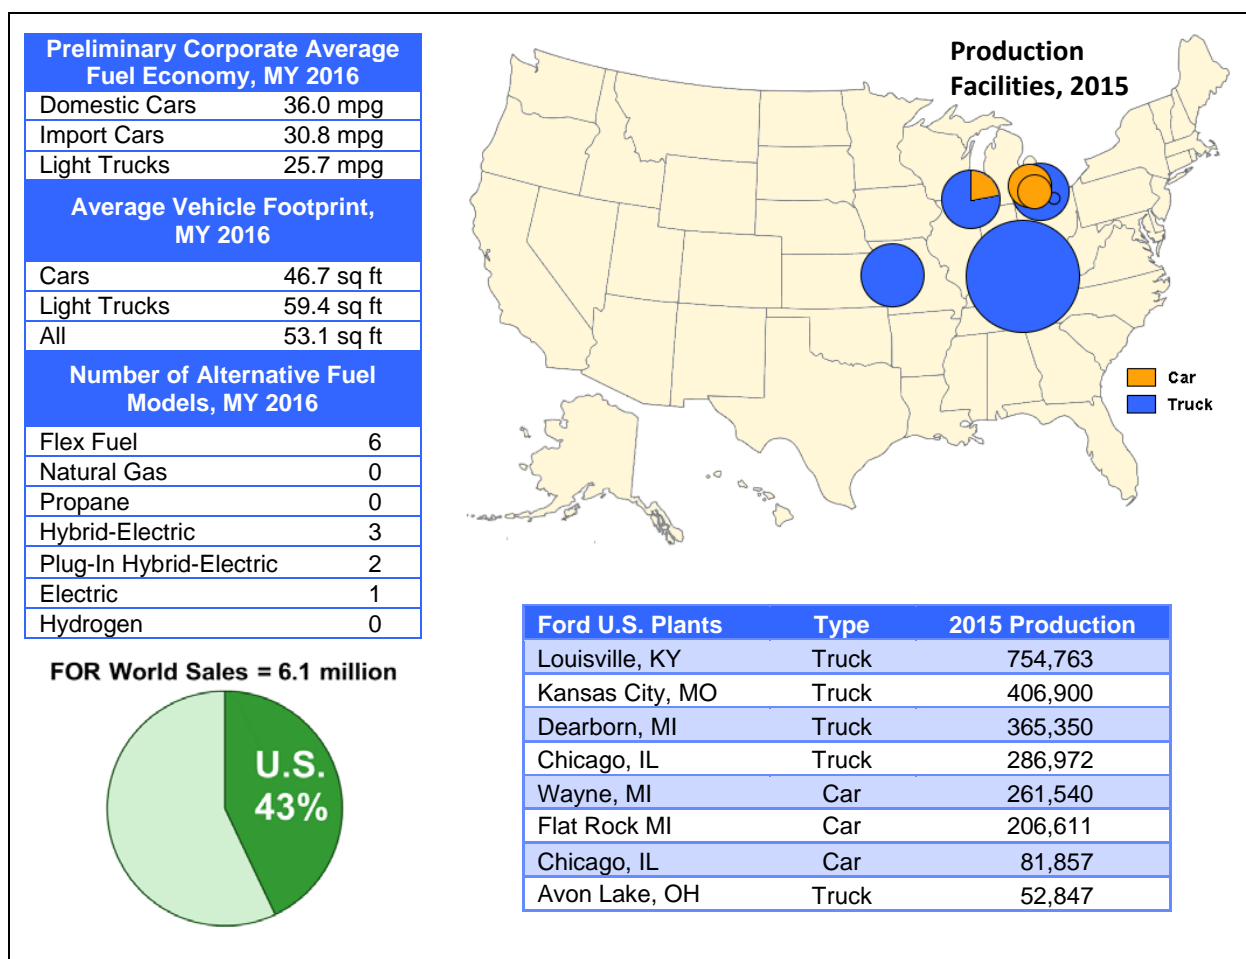 Preliminary Corporate Average
Fuel Economy, MY 2016
Domestic Cars 36.0 mpg
Import Cars 30.8 mpg
Light Trucks 25.7 mpg
Average Vehicle Footprint,
MY 2016
Cars 46.7 sq ft
Light Trucks 59.4 sq ft
All 53.1 sq ft
Number of Alternative Fuel
Models, MY 2016
Flex Fuel 6
Natural Gas 0
Propane 0
Hybrid-Electric 3
Plug-In Hybrid-Electric 2
Electric 1
Hydrogen 0
FOR World Sales = 6.1 million
U.S.
43%
Production
Facilities, 2015
Car
Truck
Ford U.S. Plants Type 2015 Production
Louisville, KY Truck 754,763
Kansas City, MO Truck 406,900
Dearborn, MI Truck 365,350
Chicago, IL Truck 286,972
Wayne, MI Car 261,540
Flat Rock MI Car 206,611
Chicago, IL Car 81,857
Avon Lake, OH Truck 52,847